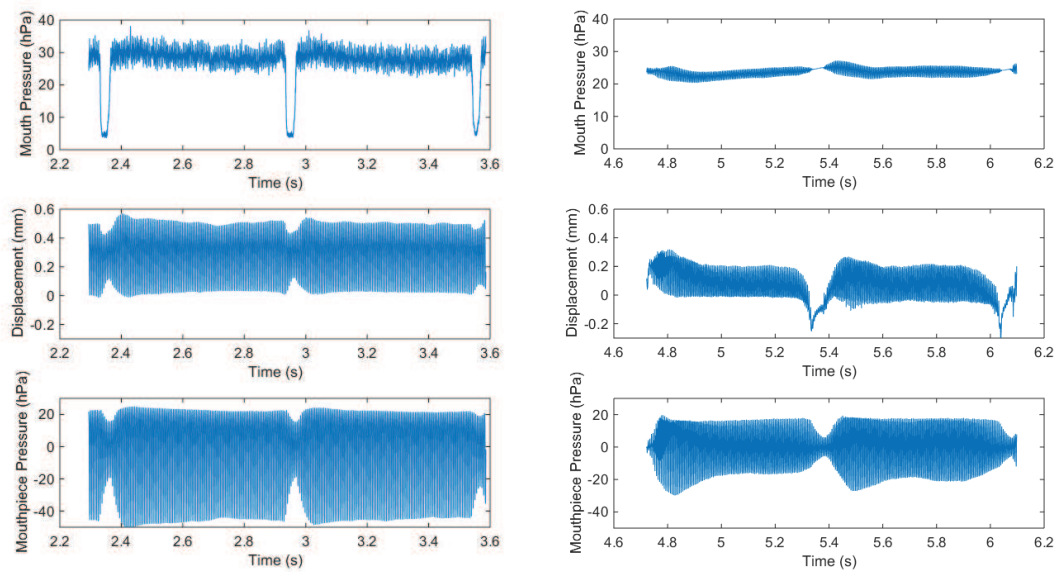 Mouth Pressure (hPa)
40
30
20
10
0
2.2 2.4 2.6 2.8 3 3.2 3.4 3.6
Time (s)
Displacement (mm)
0.6
0.4
0.2
0
-0.2
2.2 2.4 2.6 2.8 3 3.2 3.4 3.6
Time (s)
Mouthpiece Pressure (hPa)
20
0
-20
-40
2.2 2.4 2.6 2.8 3 3.2 3.4 3.6
Time (s)
Mouth Pressure (hPa)
40
30
20
10
0
4.6 4.8 5 5.2 5.4 5.6 5.8 6 6.2
Time (s)
Displacement (mm)
0.6
0.4
0.2
0
-0.2
4.6 4.8 5 5.2 5.4 5.6 5.8 6 6.2
Time (s)
Mouthpiece Pressure (hPa)
20
0
-20
-40
4.6 4.8 5 5.2 5.4 5.6 5.8 6 6.2
Time (s)